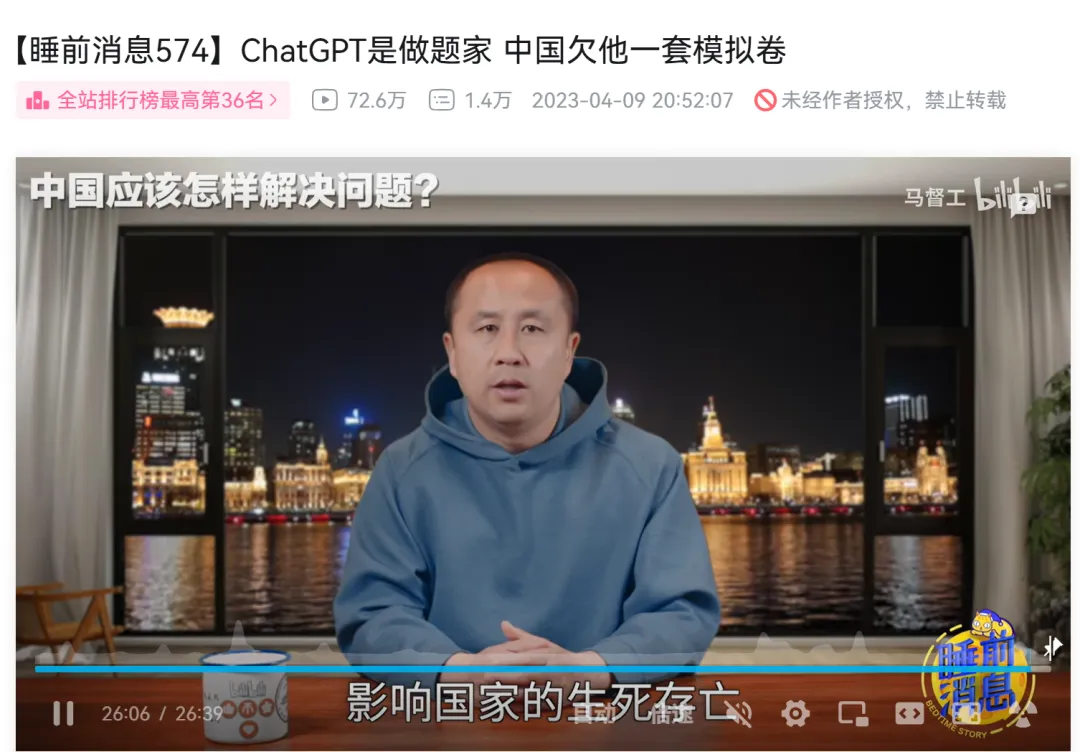 【睡前消息574】ChatGPT是做题家 中国欠他一套模拟卷
全站排行榜最高第36名 72.6万 1.4万 2023-04-09 20:52:07 未经作者授权，禁止转载
中国应该怎样解决问题?
马督工 bilibili
睡前
消息
BEDTIME STORY
影响国家的生死存亡
26:06 / 26:39 自动 倍速